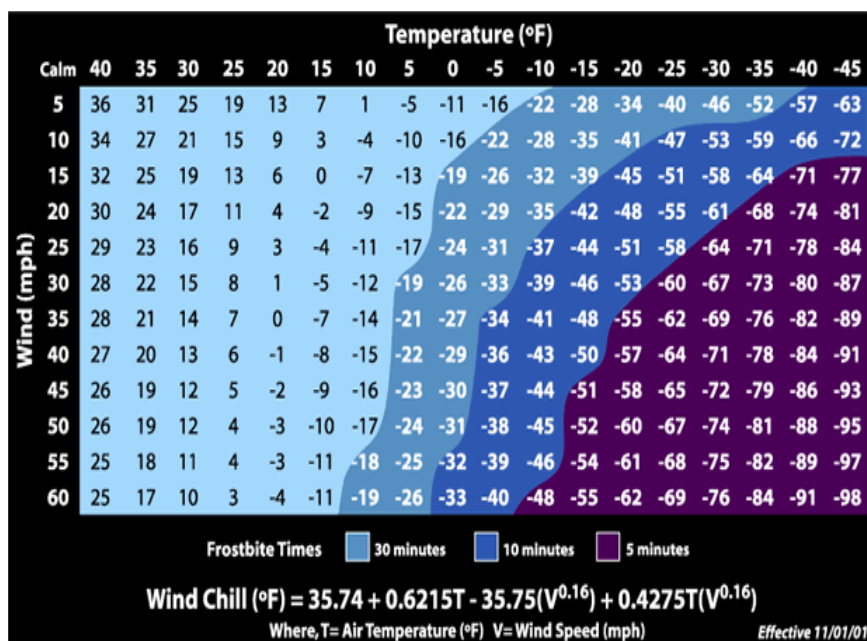 Temperature (ºF)
Calm 40 35 30 25 20 15 10 5 0 -5 -10 -15 -20 -25 -30 -35 -40 -45
5 36 31 25 19 13 7 1 -5 -11 -16 -22 -28 -34 -40 -46 -52 -57 -63
10 34 27 21 15 9 3 -4 -10 -16 -22 -28 -35 -41 -47 -53 -59 -66 -72
15 32 25 19 13 6 0 -7 -13 -19 -26 -32 -39 -45 -51 -58 -64 -71 -77
20 30 24 17 11 4 -2 -9 -15 -22 -29 -35 -42 -48 -55 -61 -68 -74 -81
25 29 23 16 9 3 -4 -11 -17 -24 -31 -37 -44 -51 -58 -64 -71 -78 -84
30 28 22 15 8 1 -5 -12 -19 -26 -33 -39 -46 -53 -60 -67 -73 -80 -87
35 28 21 14 7 0 -7 -14 -21 -27 -34 -41 -48 -55 -62 -69 -76 -82 -89
40 27 20 13 6 -1 -8 -15 -22 -29 -36 -43 -50 -57 -64 -71 -78 -84 -91
45 26 19 12 5 -2 -9 -16 -23 -30 -37 -44 -51 -58 -65 -72 -79 -86 -93
50 26 19 12 4 -3 -10 -17 -24 -31 -38 -45 -52 -60 -67 -74 -81 -88 -95
55 25 18 11 4 -3 -11 -18 -25 -32 -39 -46 -54 -61 -68 -75 -82 -89 -97
60 25 17 10 3 -4 -11 -19 -26 -33 -40 -48 -55 -62 -69 -76 -84 -91 -98
Wind (mph)
Frostbite Times 30 minutes 10 minutes 5 minutes
Wind Chill (ºF) = 35.74 + 0.6215T - 35.75(V^0.16) + 0.4275T(V^0.16)
Where, T= Air Temperature (ºF) V= Wind Speed (mph) Effective 11/01/01